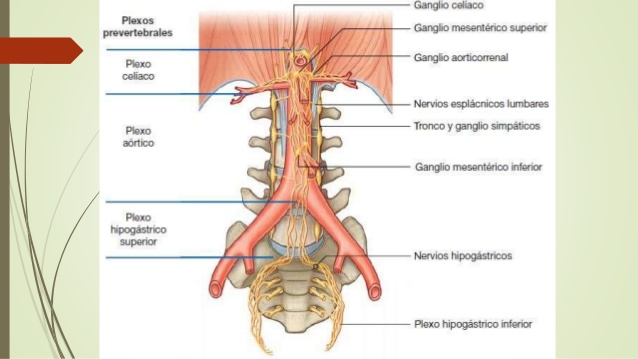 Plexos
prevertebrales
Plexo
celiaco
Plexo
aórtico
Plexo
hipogástrico
superior
Ganglio celíaco
Ganglio mesentérico superior
Ganglio aorticorrenal
Nervios esplácnicos lumbares
Tronco y ganglio simpáticos
Ganglio mesentérico inferior
Nervios hipogástricos
Plexo hipogástrico inferior